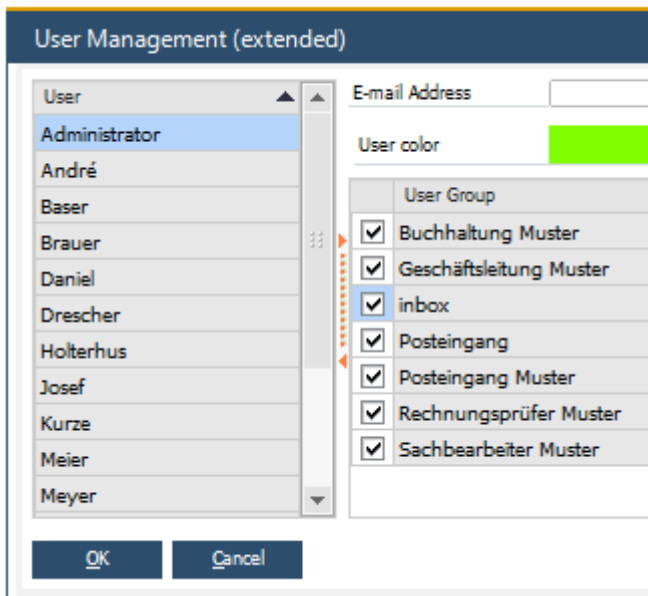 User Management (extended)
User
Administrator
André
Baser
Brauer
Daniel
Drescher
Holterhus
Josef
Kurze
Meier
Meyer
E-mail Address
User color
User Group
Buchhaltung Muster
Geschäftsleitung Muster
inbox
Posteingang
Posteingang Muster
Rechnungsprüfer Muster
Sachbearbeiter Muster
OK
Cancel